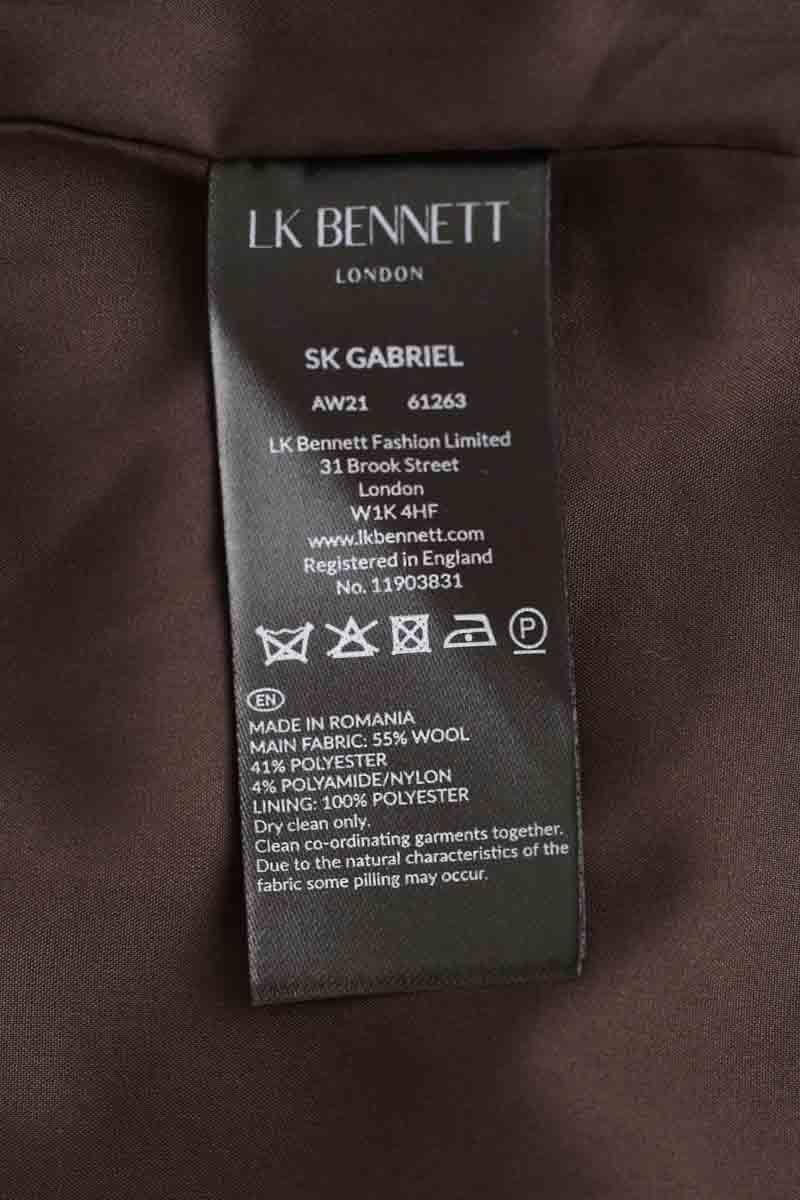 LK BENNETT
LONDON
SK GABRIEL
AW21 61263
LK Bennett Fashion Limited
31 Brook Street
London
W1K 4HF
www.lkbennett.com
Registered in England
No. 11903831
P
EN
MADE IN ROMANIA
MAIN FABRIC: 55% WOOL
41% POLYESTER
4% POLYAMIDE/NYLON
LINING: 100% POLYESTER
Dry clean only.
Clean co-ordinating garments together.
Due to the natural characteristics of the
fabric some pilling may occur.